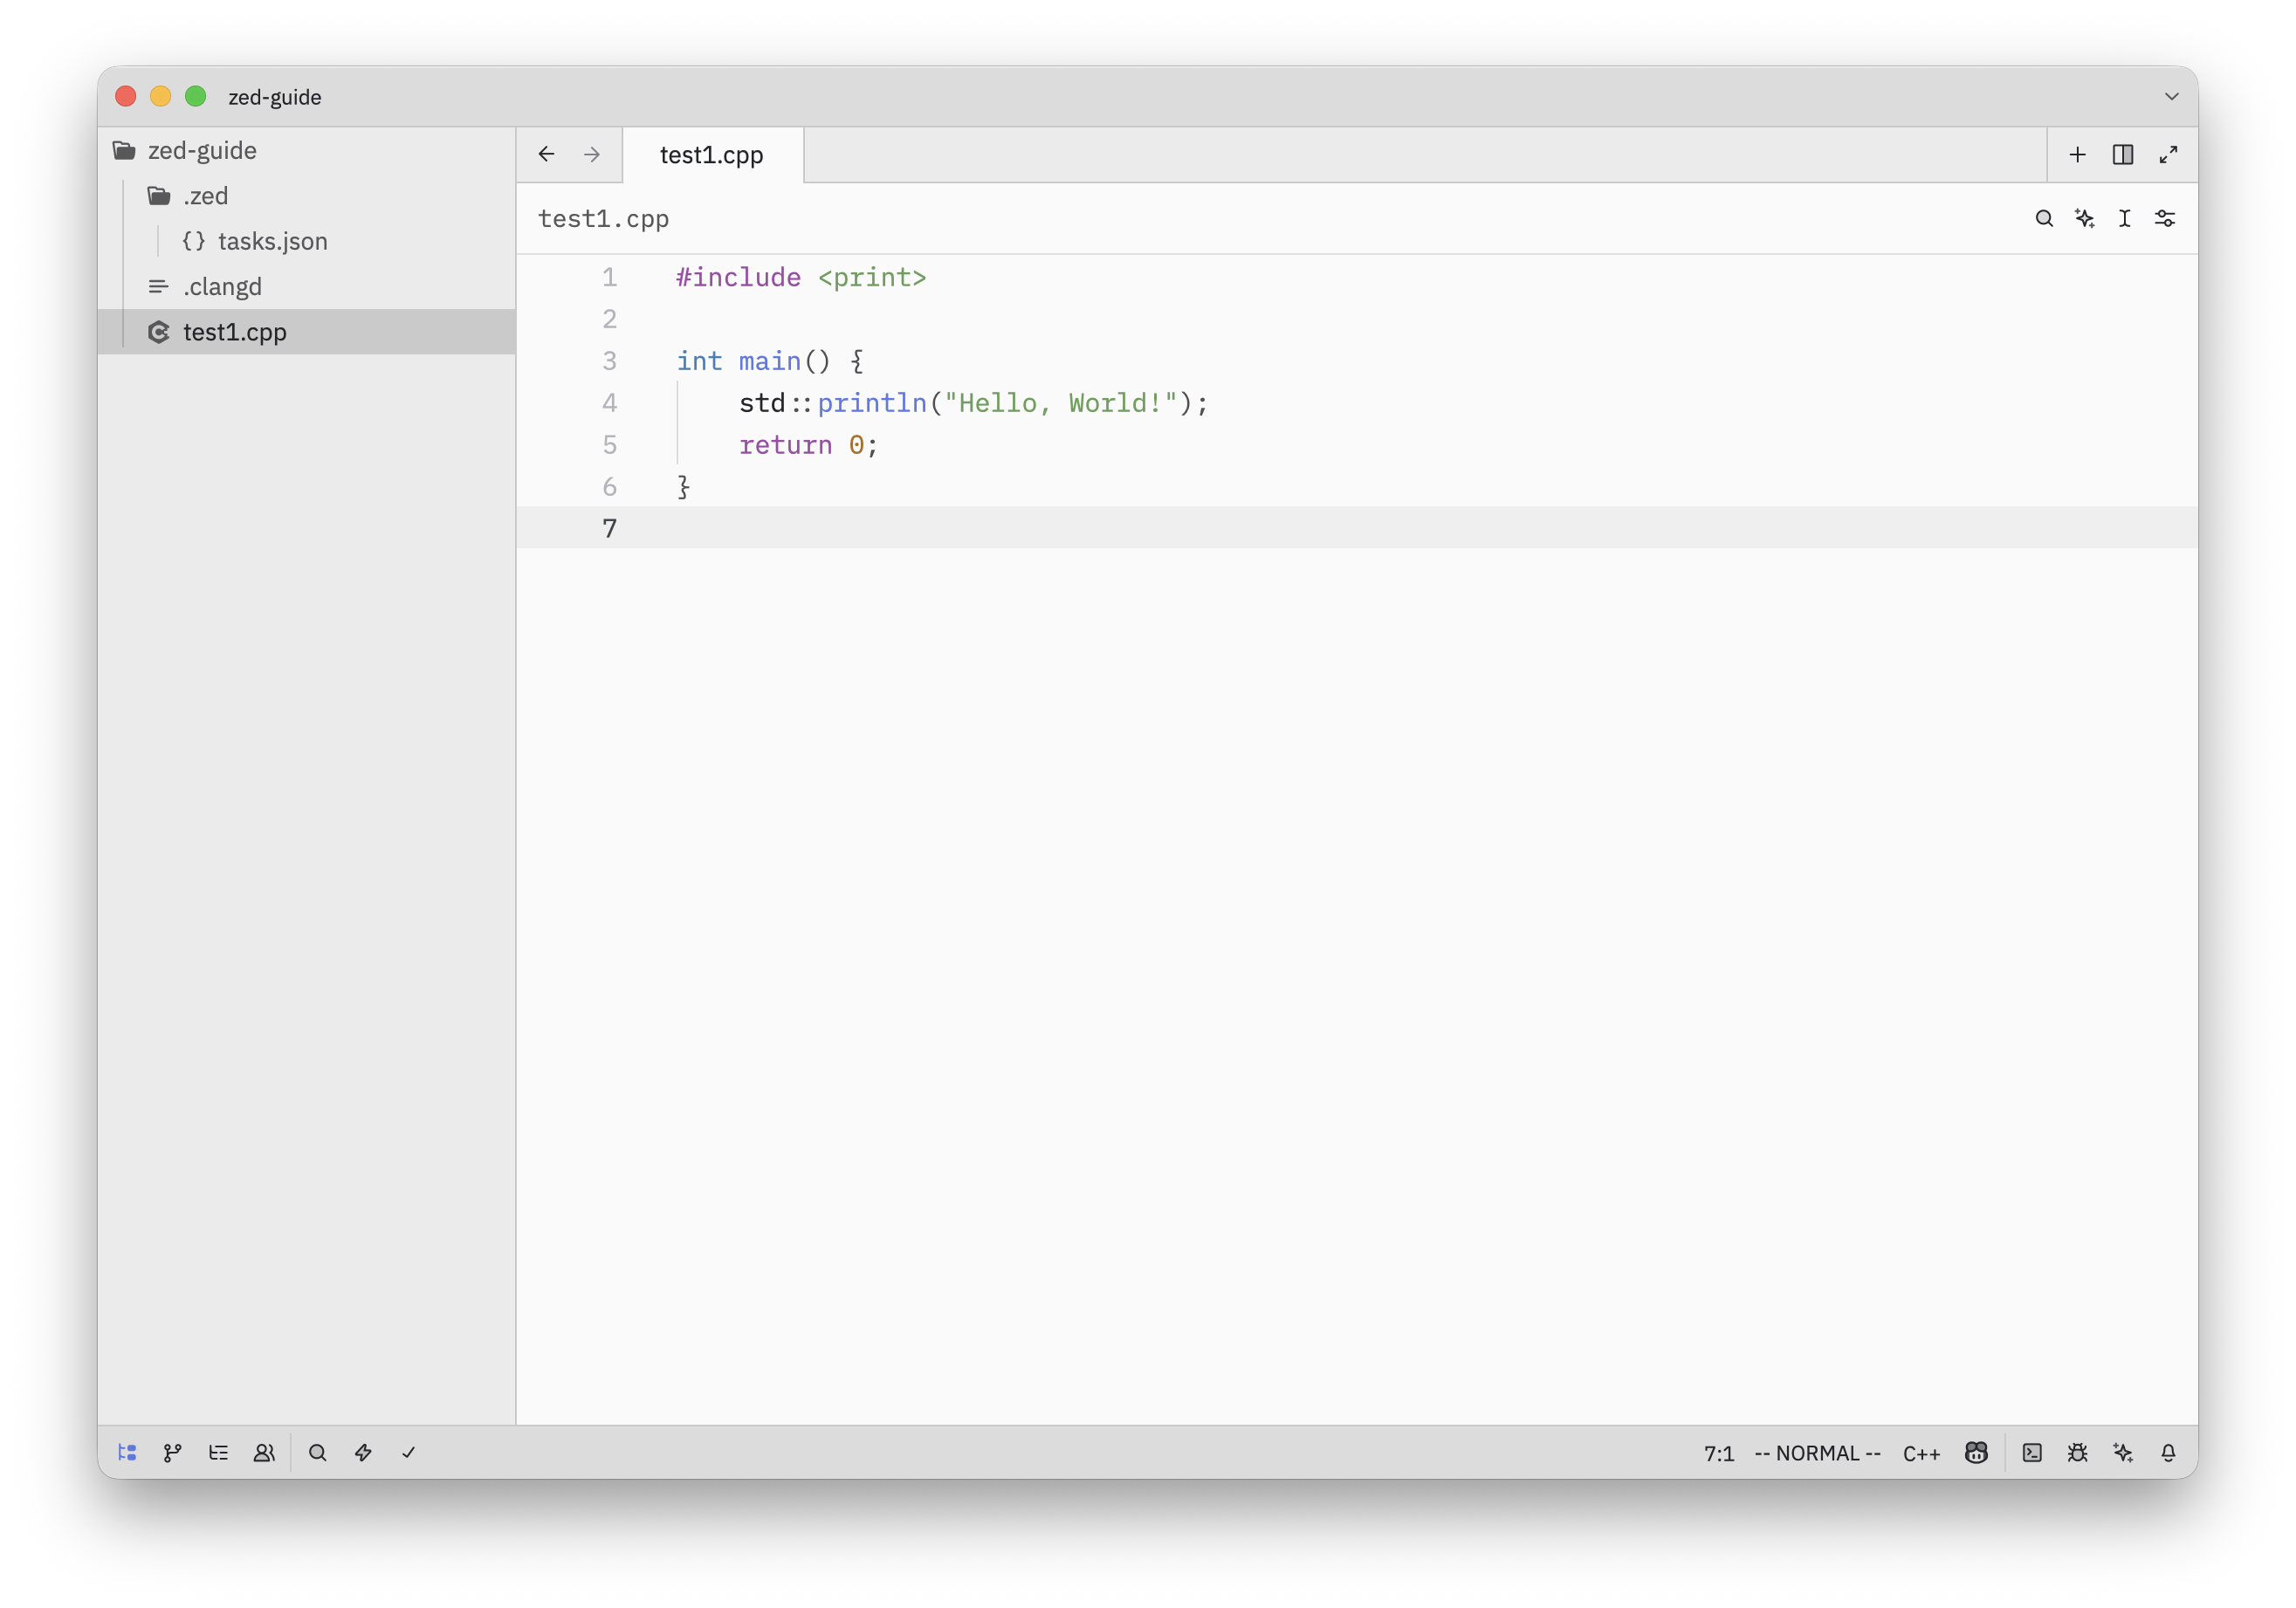 zed-guide
zed-guide
.zed
tasks.json
.clangd
test1.cpp
test1.cpp
test1.cpp
1 #include <print>
2
3 int main() {
4     std::println("Hello, World!");
5     return 0;
6 }
7
7:1 -- NORMAL -- C++